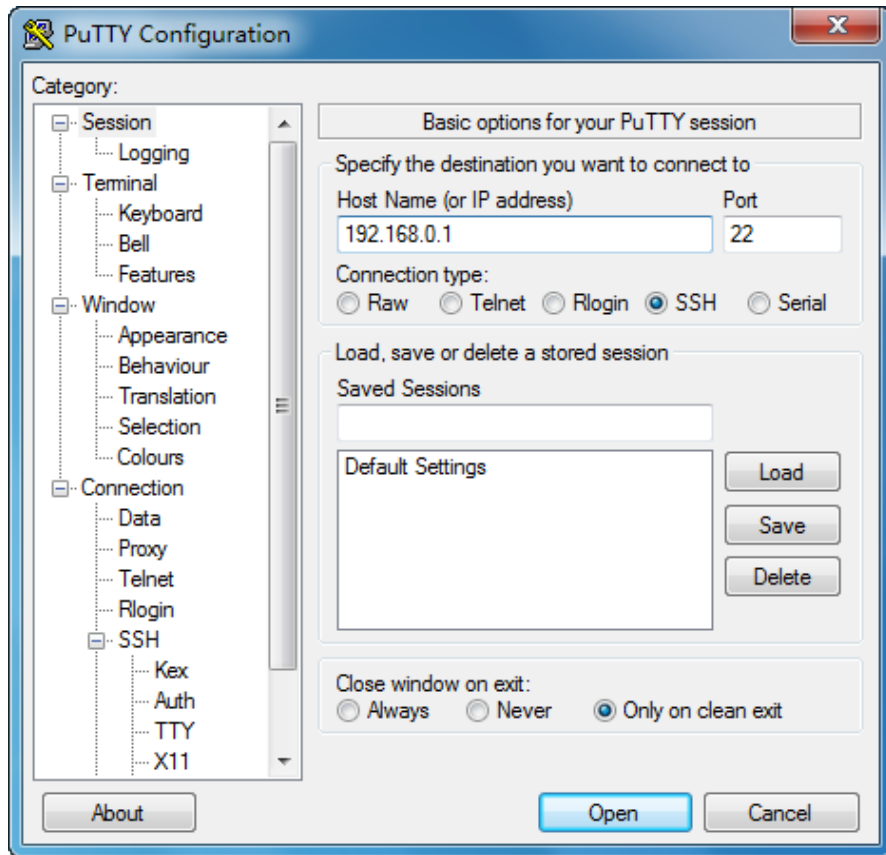 PuTTY Configuration
Category:
Session
Logging
Terminal
Keyboard
Bell
Features
Window
Appearance
Behaviour
Translation
Selection
Colours
Connection
Data
Proxy
Telnet
Rlogin
SSH
Kex
Auth
TTY
X11
Basic options for your PuTTY session
Specify the destination you want to connect to
Host Name (or IP address) Port
192.168.0.1 22
Connection type:
Raw Telnet Rlogin SSH Serial
Load, save or delete a stored session
Saved Sessions
Default Settings
Load
Save
Delete
Close window on exit:
Always Never Only on clean exit
About Open Cancel